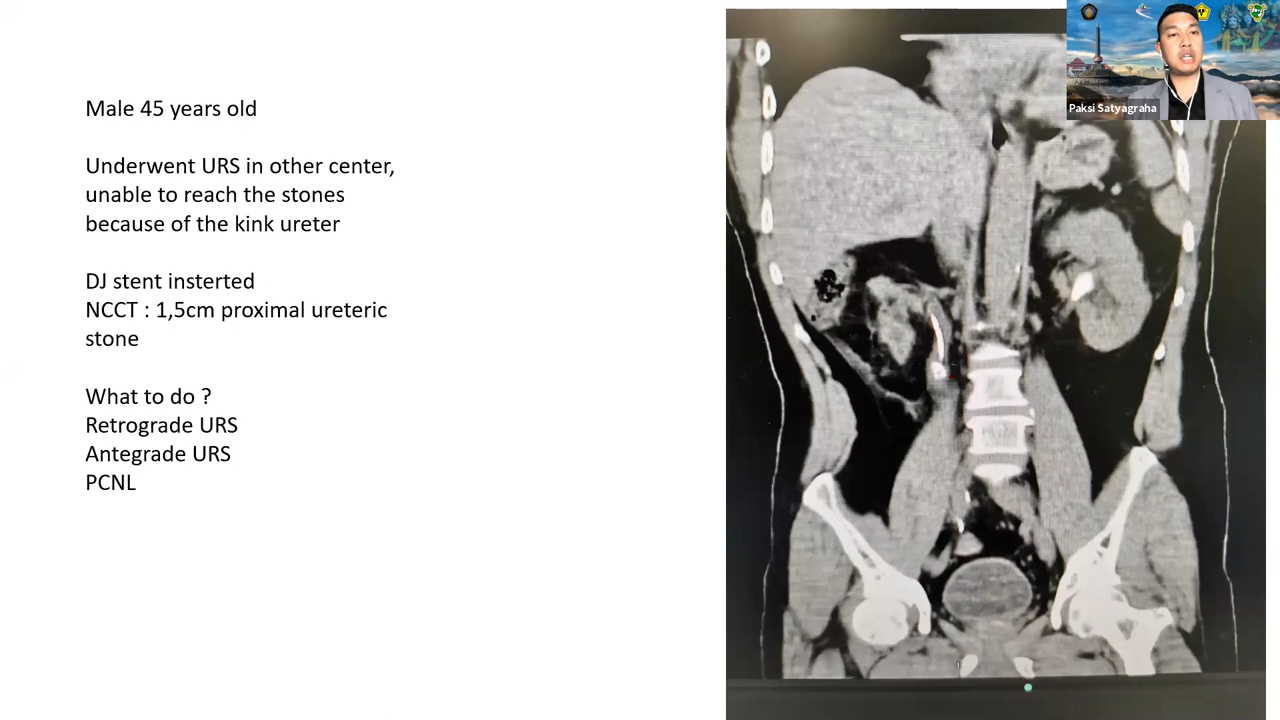 Male 45 years old
Underwent URS in other center,
unable to reach the stones
because of the kink ureter
DJ stent insterted
NCCT : 1,5cm proximal ureteric
stone
What to do ?
Retrograde URS
Antegrade URS
PCNL
Paksi Satyagraha